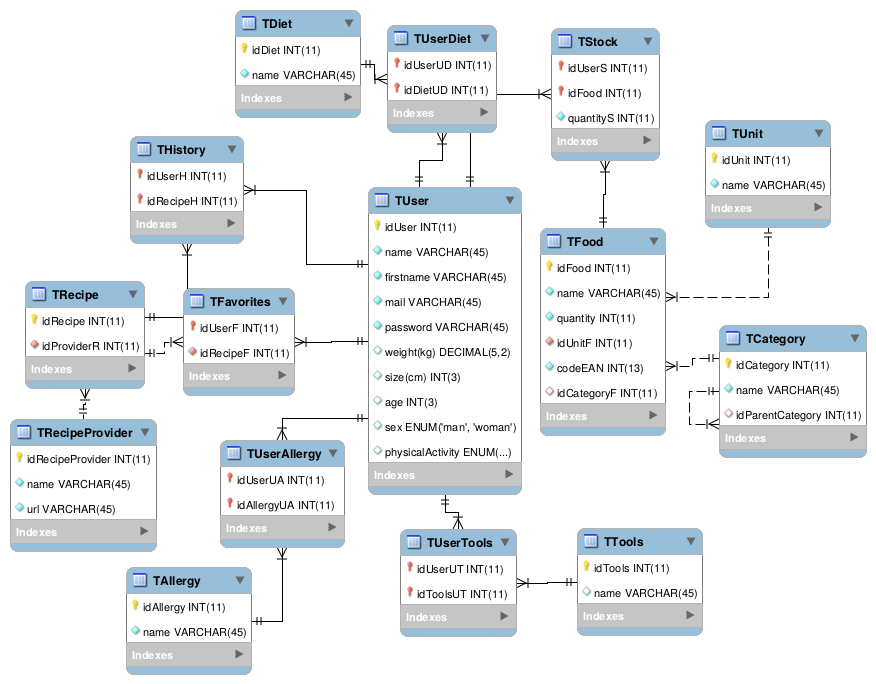 TDiet
idDiet INT(11)
name VARCHAR(45)
Indexes
TUserDiet
idUserUD INT(11)
idDietUD INT(11)
Indexes
TStock
idUserS INT(11)
idFood INT(11)
quantityS INT(11)
Indexes
TUnit
idUnit INT(11)
name VARCHAR(45)
Indexes
THistory
idUserH INT(11)
idRecipeH INT(11)
Indexes
TUser
idUser INT(11)
name VARCHAR(45)
firstname VARCHAR(45)
mail VARCHAR(45)
password VARCHAR(45)
weight(kg) DECIMAL(5,2)
size(cm) INT(3)
age INT(3)
sex ENUM('man', 'woman')
physicalActivity ENUM(...)
Indexes
TFood
idFood INT(11)
name VARCHAR(45)
quantity INT(11)
idUnitF INT(11)
codeEAN INT(13)
idCategoryF INT(11)
Indexes
TRecipe
idRecipe INT(11)
idProviderR INT(11)
Indexes
TFavorites
idUserF INT(11)
idRecipeF INT(11)
Indexes
TCategory
idCategory INT(11)
name VARCHAR(45)
idParentCategory INT(11)
Indexes
TRecipeProvider
idRecipeProvider INT(11)
name VARCHAR(45)
url VARCHAR(45)
Indexes
TUserAllergy
idUserUA INT(11)
idAllergyUA INT(11)
Indexes
TUserTools
idUserUT INT(11)
idToolsUT INT(11)
Indexes
TTools
idTools INT(11)
name VARCHAR(45)
Indexes
TAllergy
idAllergy INT(11)
name VARCHAR(45)
Indexes